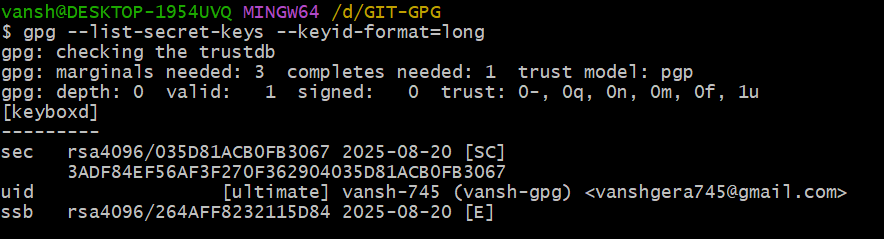 vansh@DESKTOP-1954UVQ MINGW64 /d/GIT-GPG
$ gpg --list-secret-keys --keyid-format=long
gpg: checking the trustdb
gpg: marginals needed: 3  completes needed: 1  trust model: pgp
gpg: depth: 0  valid:   1  signed:   0  trust: 0-, 0q, 0n, 0m, 0f, 1u
[keyboxd]
---------
sec   rsa4096/035D81ACB0FB3067 2025-08-20 [SC]
      3ADF84EF56AF3F270F362904035D81ACB0FB3067
uid                 [ultimate] vansh-745 (vansh-gpg) <vanshgera745@gmail.com>
ssb   rsa4096/264AFF8232115D84 2025-08-20 [E]